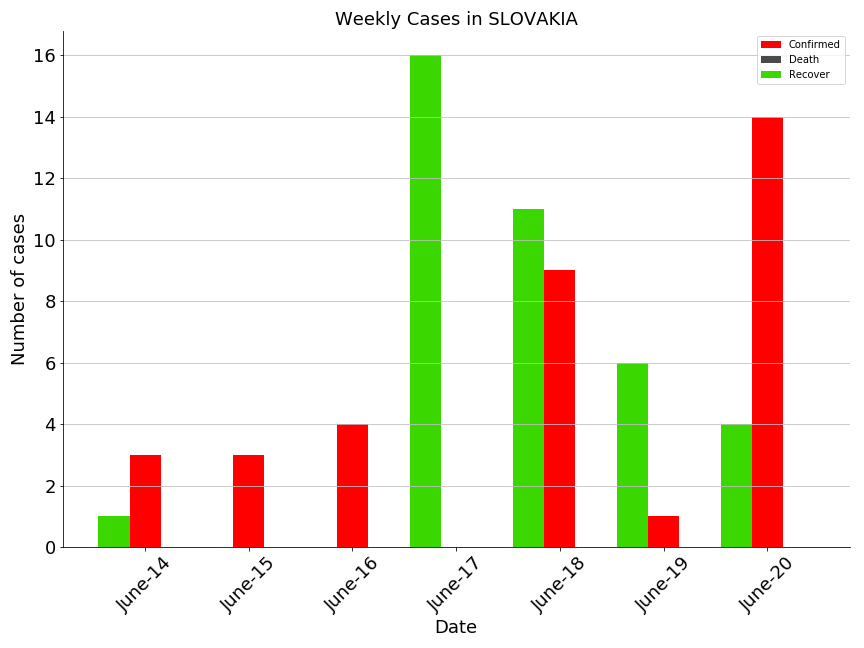 Weekly Cases in SLOVAKIA
Confirmed
Death
Recover
Number of cases
16
14
12
10
8
6
4
2
0
June-14
June-15
June-16
June-17
June-18
June-19
June-20
Date